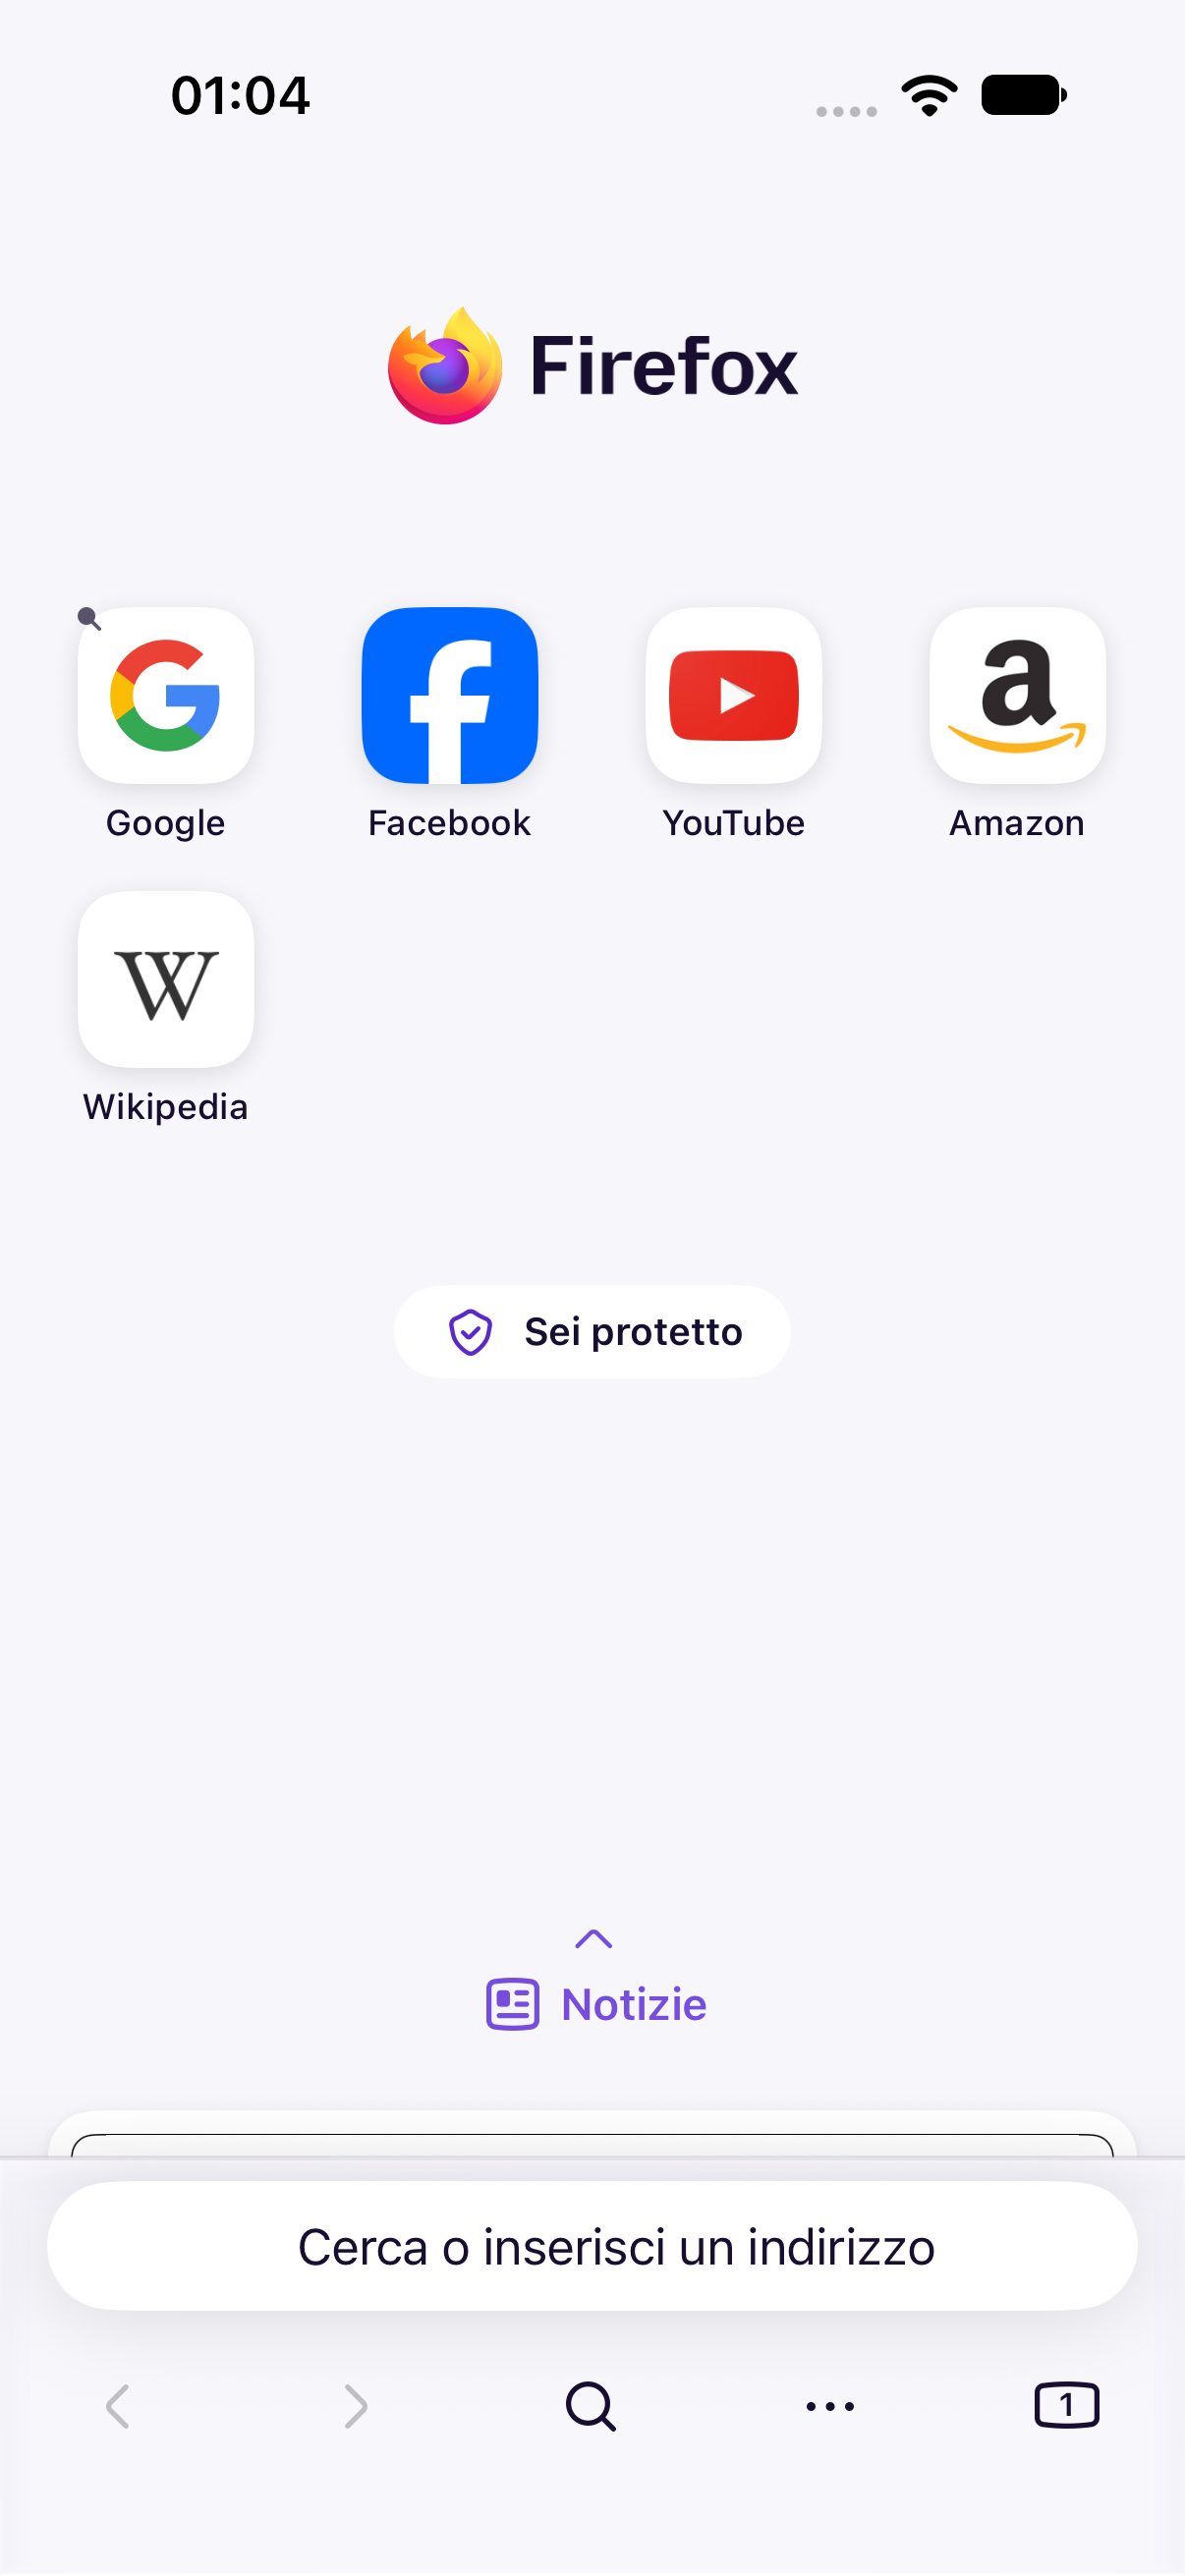 01:04
Firefox
Google
Facebook
YouTube
Amazon
Wikipedia
Sei protetto
Notizie
Cerca o inserisci un indirizzo
1